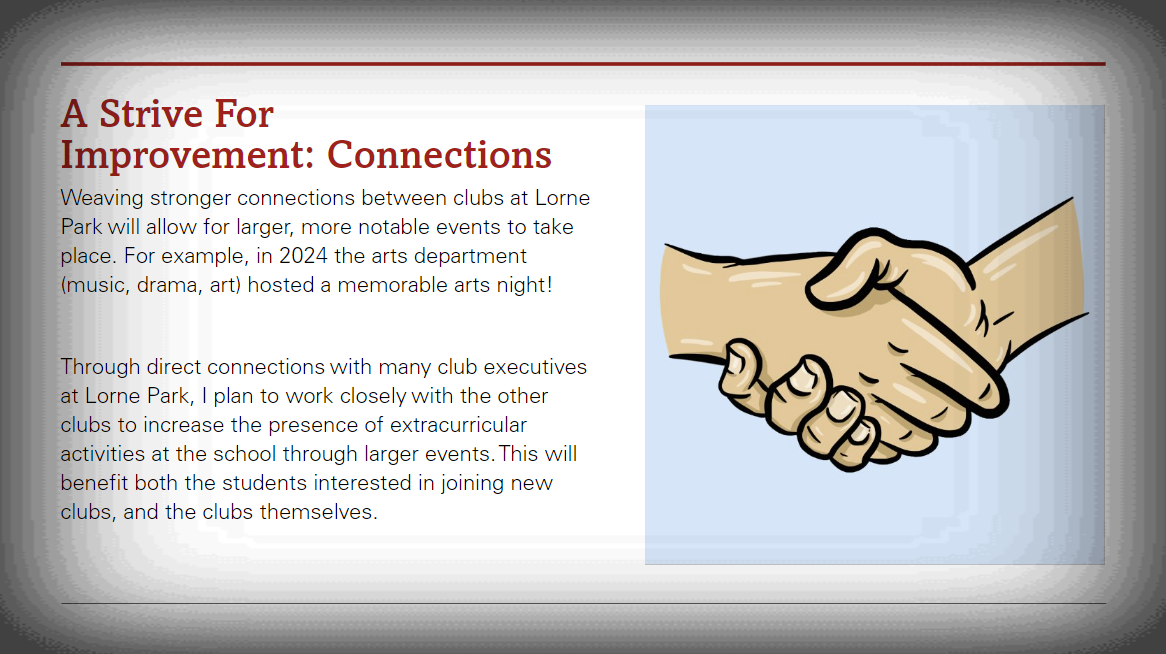 A Strive For
Improvement: Connections
Weaving stronger connections between clubs at Lorne
Park will allow for larger, more notable events to take
place. For example, in 2024 the arts department
(music, drama, art) hosted a memorable arts night!
Through direct connections with many club executives
at Lorne Park, I plan to work closely with the other
clubs to increase the presence of extracurricular
activities at the school through larger events. This will
benefit both the students interested in joining new
clubs, and the clubs themselves.